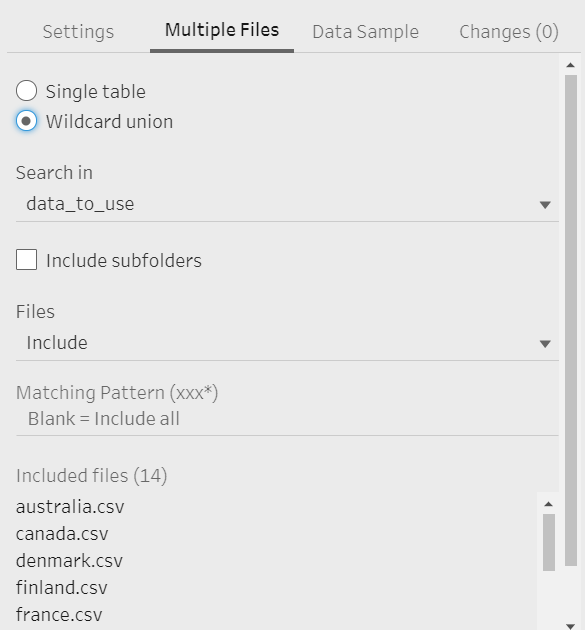 Settings Multiple Files Data Sample Changes (0)
Single table
Wildcard union
Search in
data_to_use
Include subfolders
Files
Include
Matching Pattern (xxx*)
Blank = Include all
Included files (14)
australia.csv
canada.csv
denmark.csv
finland.csv
france.csv